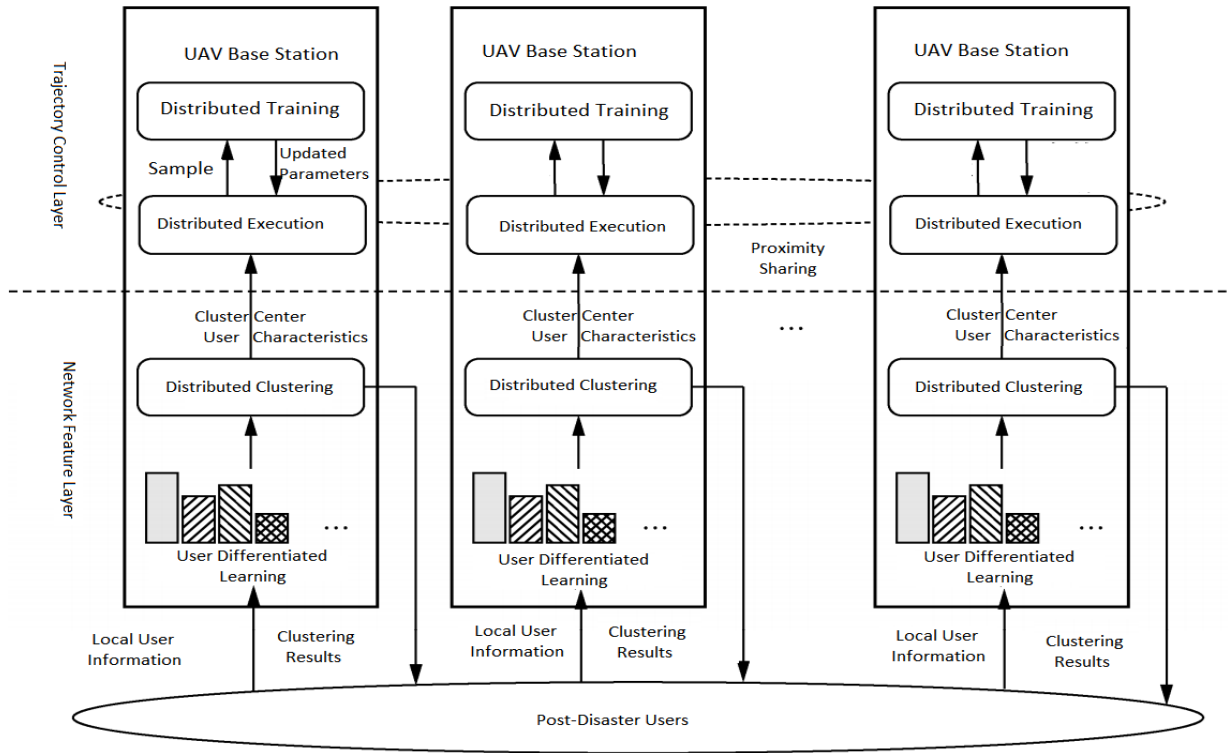 Trajectory Control Layer
Network Feature Layer
UAV Base Station
Distributed Training
Sample
Updated
Parameters
Distributed Execution
Cluster Center
User Characteristics
Distributed Clustering
...
User Differentiated
Learning
Local User
Information
Clustering
Results
UAV Base Station
Distributed Training
Distributed Execution
Cluster Center
User Characteristics
Distributed Clustering
...
User Differentiated
Learning
Local User
Information
Clustering
Results
Proximity
Sharing
...
UAV Base Station
Distributed Training
Distributed Execution
Cluster Center
User Characteristics
Distributed Clustering
...
User Differentiated
Learning
Local User
Information
Clustering
Results
Post-Disaster Users